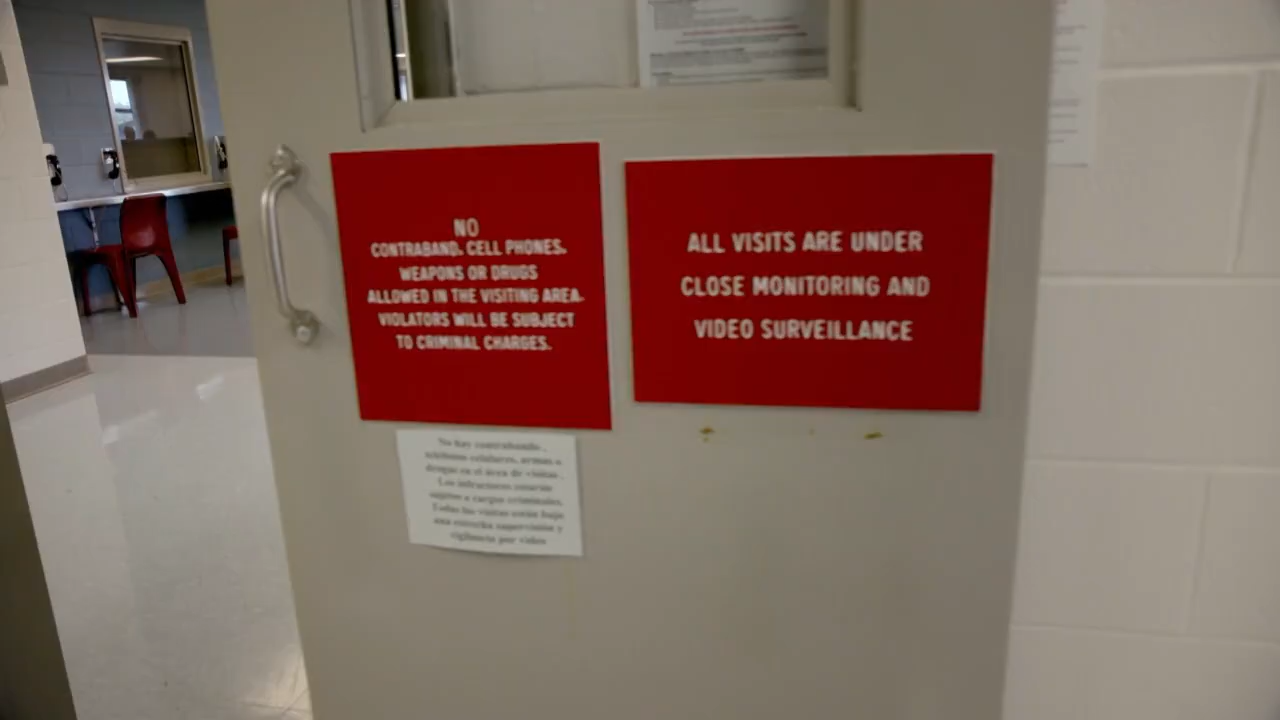 NO
CONTRABAND, CELL PHONES,
WEAPONS OR DRUGS
ALLOWED IN THE VISITING AREA.
VIOLATORS WILL BE SUBJECT
TO CRIMINAL CHARGES.
ALL VISITS ARE UNDER
CLOSE MONITORING AND
VIDEO SURVEILLANCE
No hay contrabando,
teléfonos celulares, armas o
drogas en el área de visitas.
Los infractores estarán
sujetos a cargos criminales.
Todas las visitas están bajo
una estrecha supervisión y
vigilancia por video